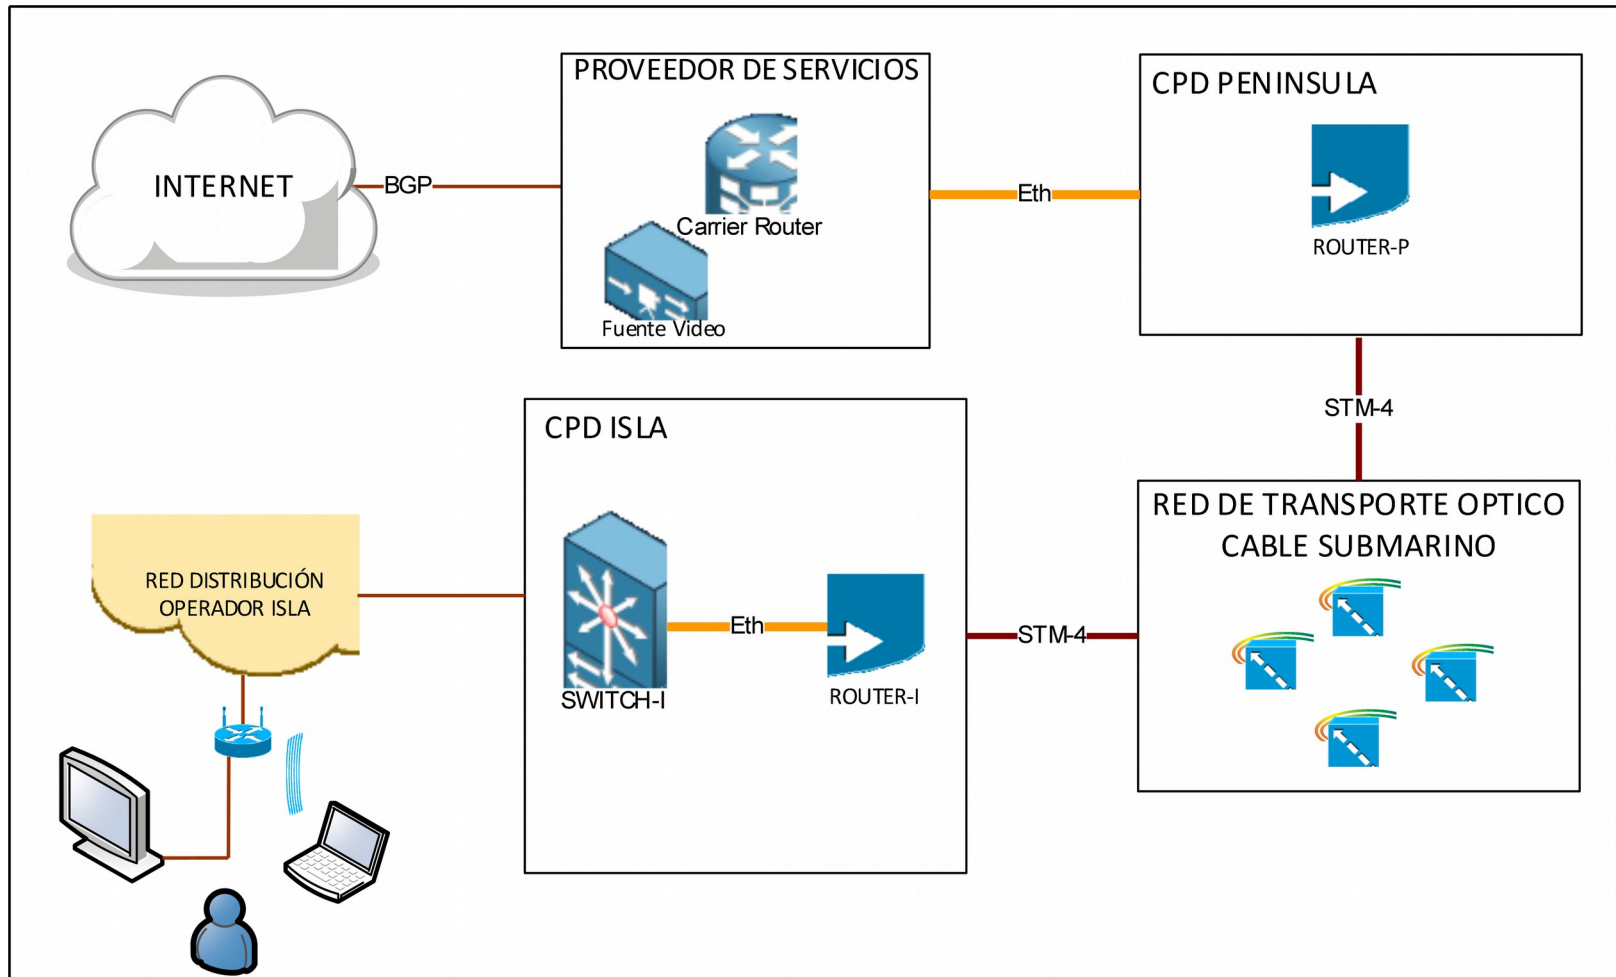 PROVEEDOR DE SERVICIOS
CPD PENINSULA
INTERNET
BGP
Carrier Router
Fuente Video
Eth
ROUTER-P
STM-4
CPD ISLA
RED DE TRANSPORTE OPTICO
CABLE SUBMARINO
RED DISTRIBUCIÓN
OPERADOR ISLA
Eth
SWITCH-I
ROUTER-I
STM-4